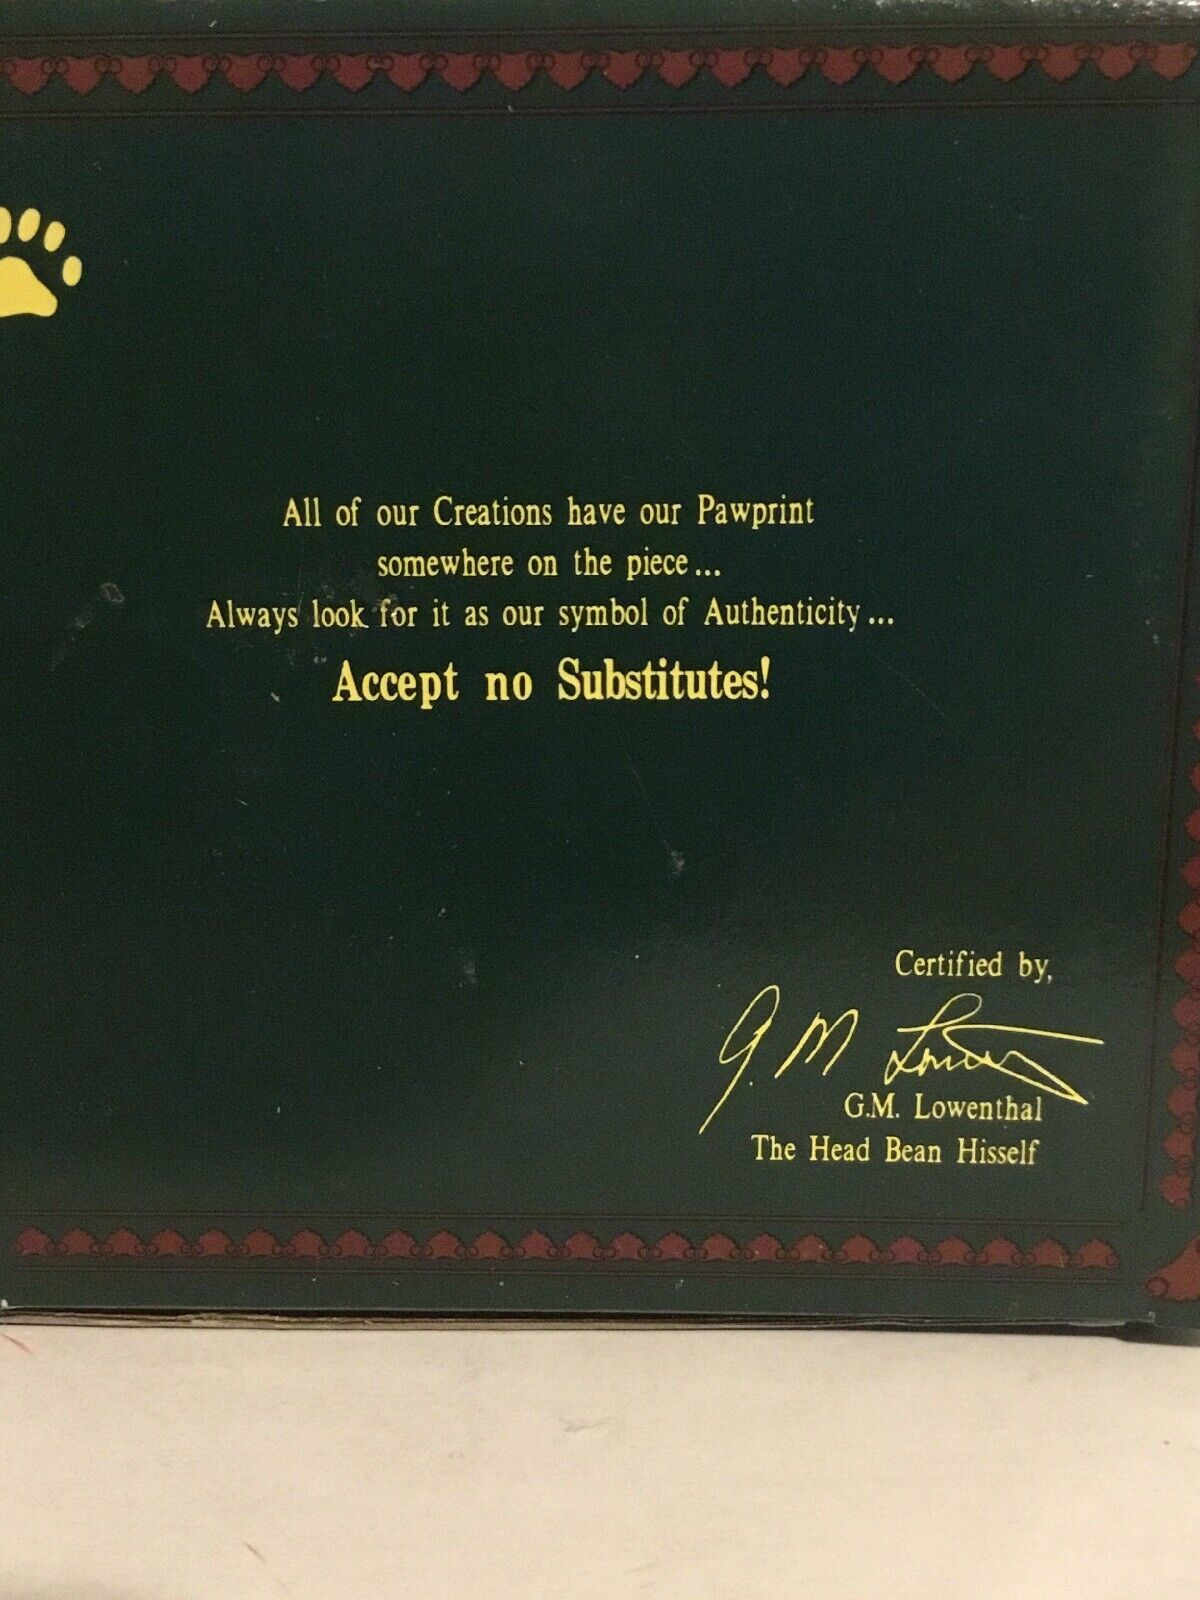 All of our Creations have our Pawprint
somewhere on the piece...
Always look for it as our symbol of Authenticity...
Accept no Substitutes!
Certified by,
G.M. Lowenthal
G.M. Lowenthal
The Head Bean Hisself